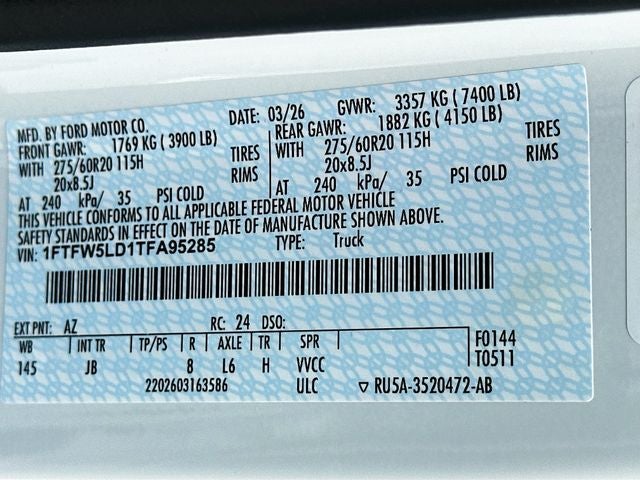 MFD. BY FORD MOTOR CO. DATE: 03/26 GVWR: 3357 KG ( 7400 LB)
FRONT GAWR: 1769 KG ( 3900 LB) REAR GAWR: 1882 KG ( 4150 LB)
WITH 275/60R20 115H TIRES WITH 275/60R20 115H TIRES
20x8.5J RIMS 20x8.5J RIMS
AT 240 kPa/ 35 PSI COLD AT 240 kPa/ 35 PSI COLD
THIS VEHICLE CONFORMS TO ALL APPLICABLE FEDERAL MOTOR VEHICLE
SAFETY STANDARDS IN EFFECT ON THE DATE OF MANUFACTURE SHOWN ABOVE.
VIN: 1FTFW5LD1TFA95285 TYPE: Truck
EXT PNT: AZ RC: 24 DSO:
WB INT TR TP/PS R AXLE TR SPR F0144
145 JB 8 L6 H VVCC T0511
2202603163586 ULC ▽ RU5A-3520472-AB